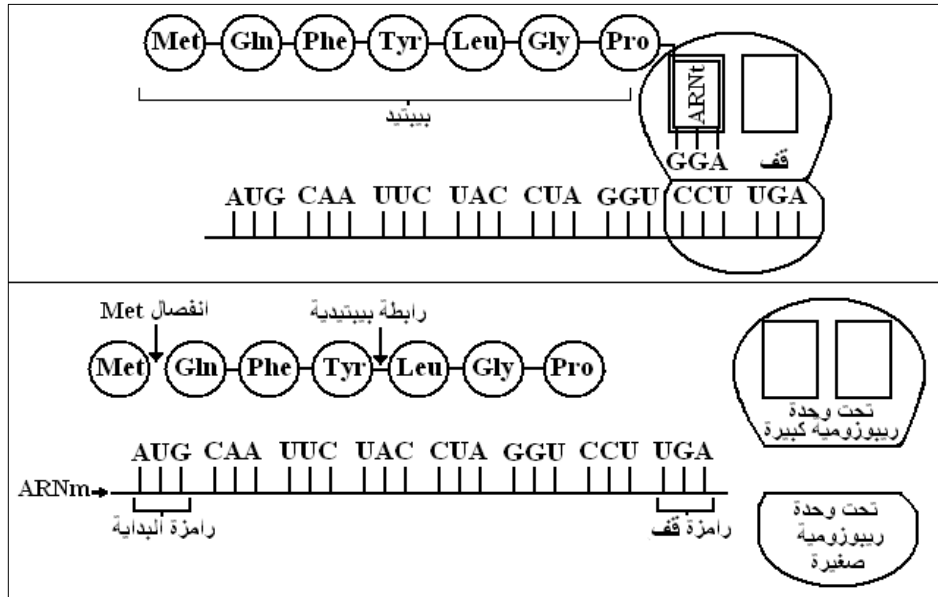 Met Gln Phe Tyr Leu Gly Pro
ببتيد
ARNt
GGA قف
AUG CAA UUC UAC CUA GGU CCU UGA
انفصال Met رابطة ببتيدية
Met Gln Phe Tyr Leu Gly Pro
تحت وحدة
ريبوزومية كبيرة
AUG CAA UUC UAC CUA GGU CCU UGA
ARNm
رامزة البداية رامزة قف
تحت وحدة
ريبوزومية
صغيرة